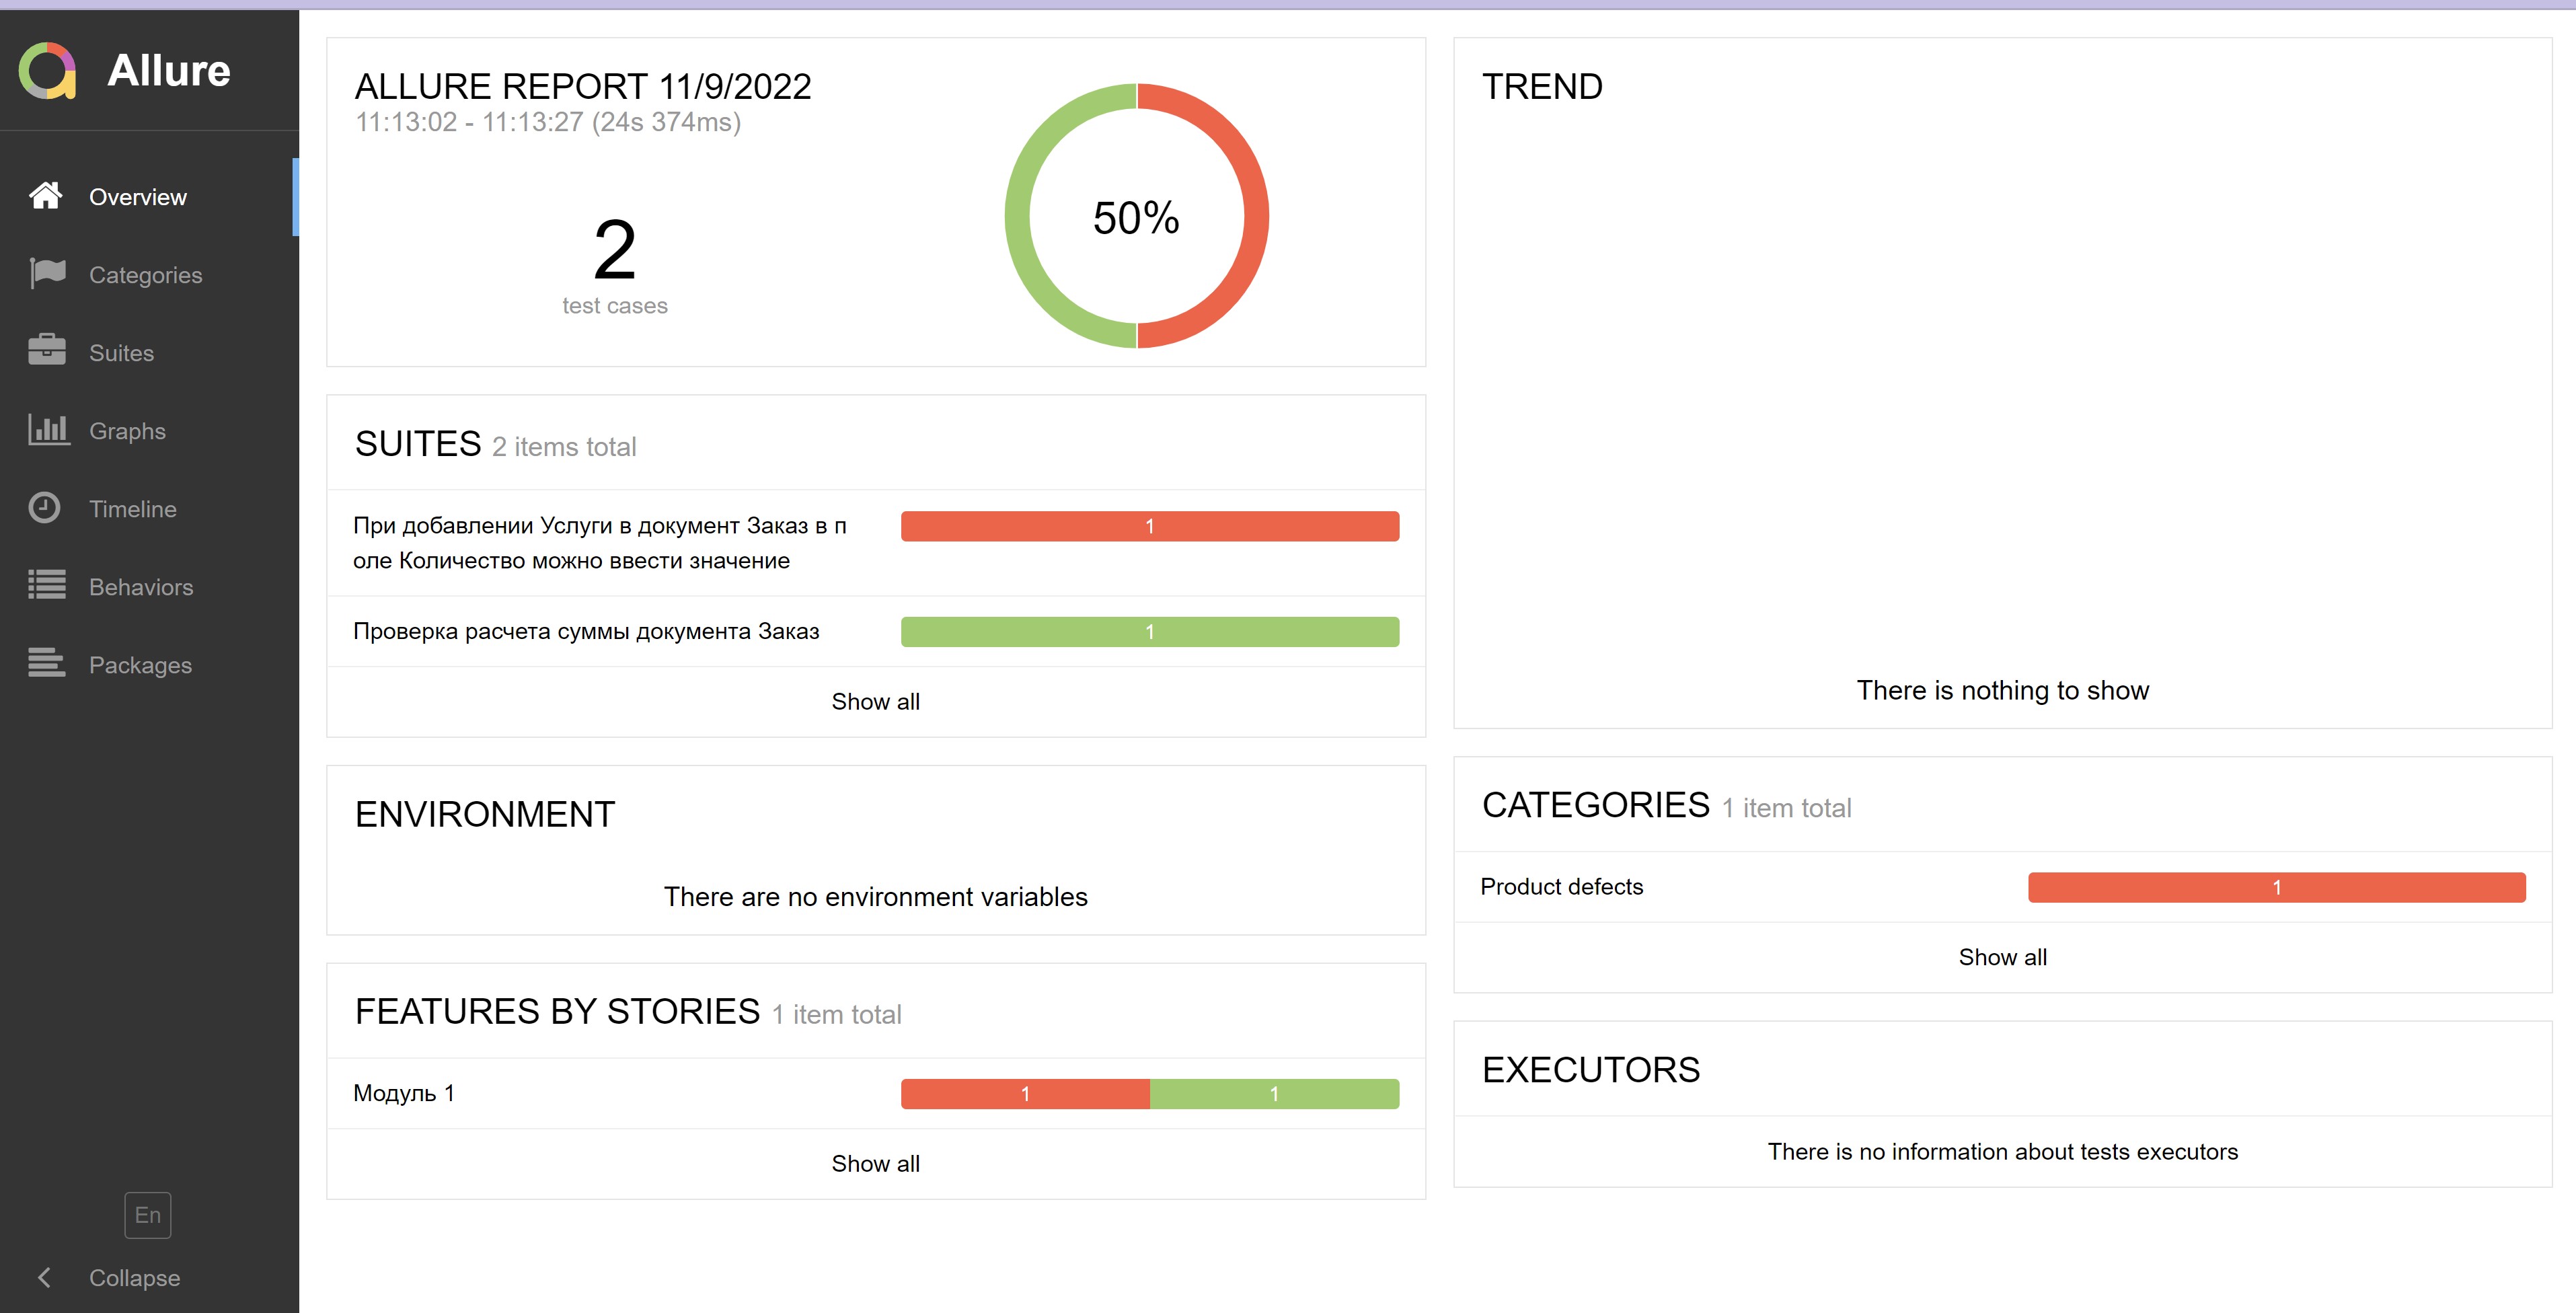 Allure
Overview
Categories
Suites
Graphs
Timeline
Behaviors
Packages
En
Collapse
ALLURE REPORT 11/9/2022
11:13:02 - 11:13:27 (24s 374ms)
2
test cases
50%
SUITES 2 items total
При добавлении Услуги в документ Заказ в п
оле Количество можно ввести значение
1
Проверка расчета суммы документа Заказ
1
Show all
ENVIRONMENT
There are no environment variables
FEATURES BY STORIES 1 item total
Модуль 1
1 1
Show all
TREND
There is nothing to show
CATEGORIES 1 item total
Product defects
1
Show all
EXECUTORS
There is no information about tests executors